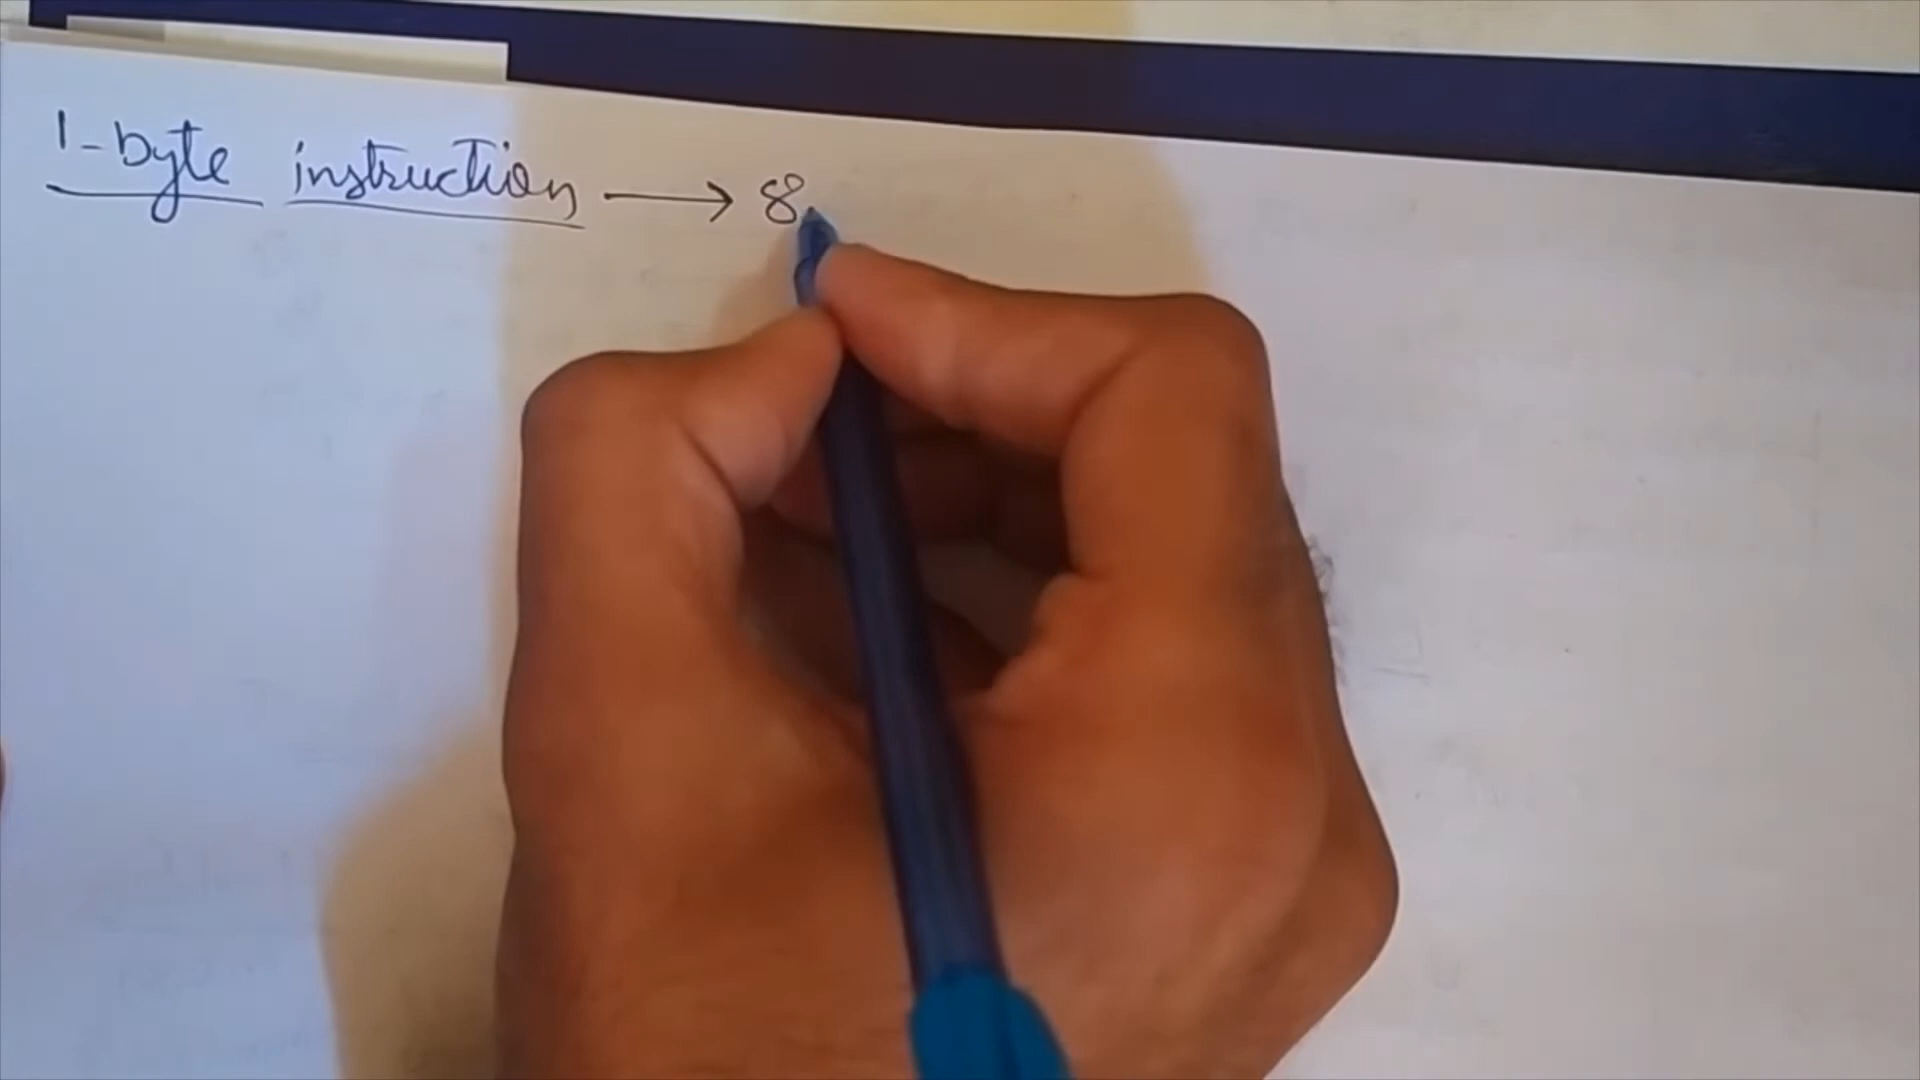 1-byte instruction → 8